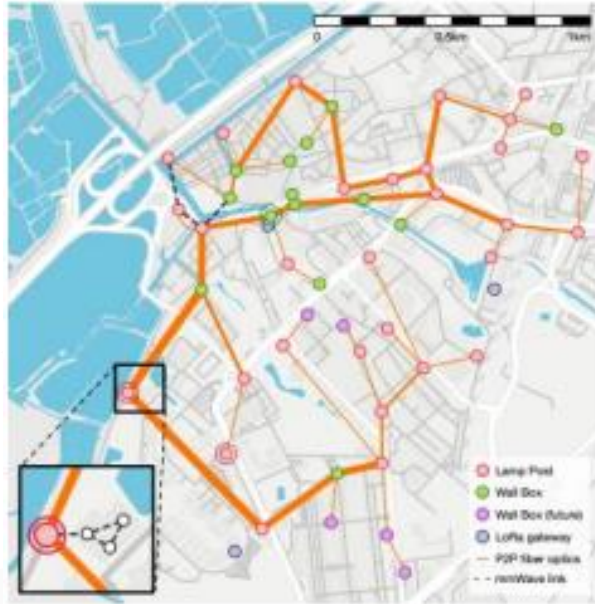 0 0.5km 1km
Lamp Post
Wall Box
Wall Box (future)
LoRa gateway
P2P fiber optics
mmWave link